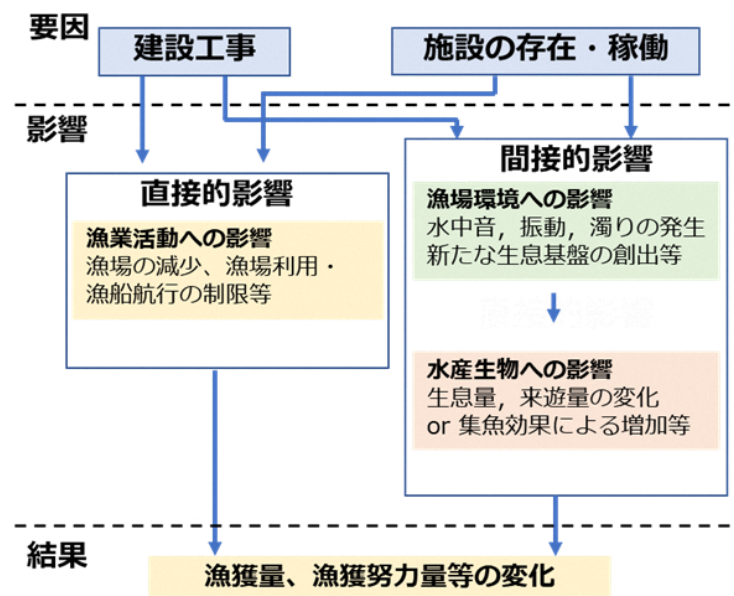 要因
建設工事
施設の存在・稼働
影響
直接的影響
漁業活動への影響
漁場の減少、漁場利用・
漁船航行の制限等
間接的影響
漁場環境への影響
水中音，振動，濁りの発生
新たな生息基盤の創出等
水産生物への影響
生息量，来遊量の変化
or 集魚効果による増加等
結果
漁獲量、漁獲努力量等の変化